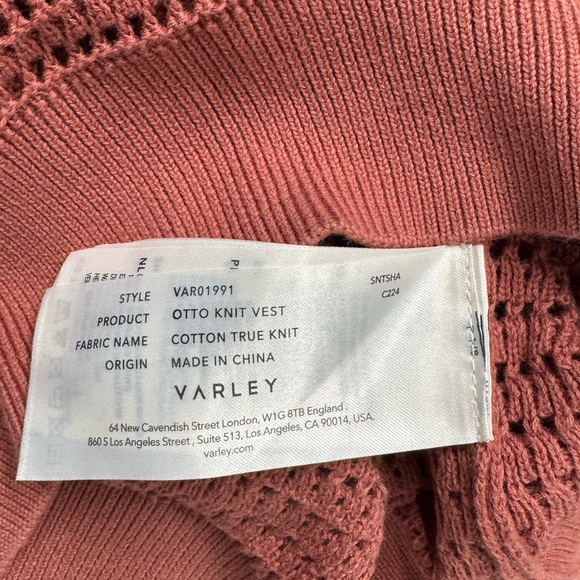 STYLE VAR01991
PRODUCT OTTO KNIT VEST
FABRIC NAME COTTON TRUE KNIT
ORIGIN MADE IN CHINA
SNTSHA
C224
VARLEY
64 New Cavendish Street London, W1G 8TB England.
860 S Los Angeles Street, Suite 513, Los Angeles, CA 90014, USA.
varley.com